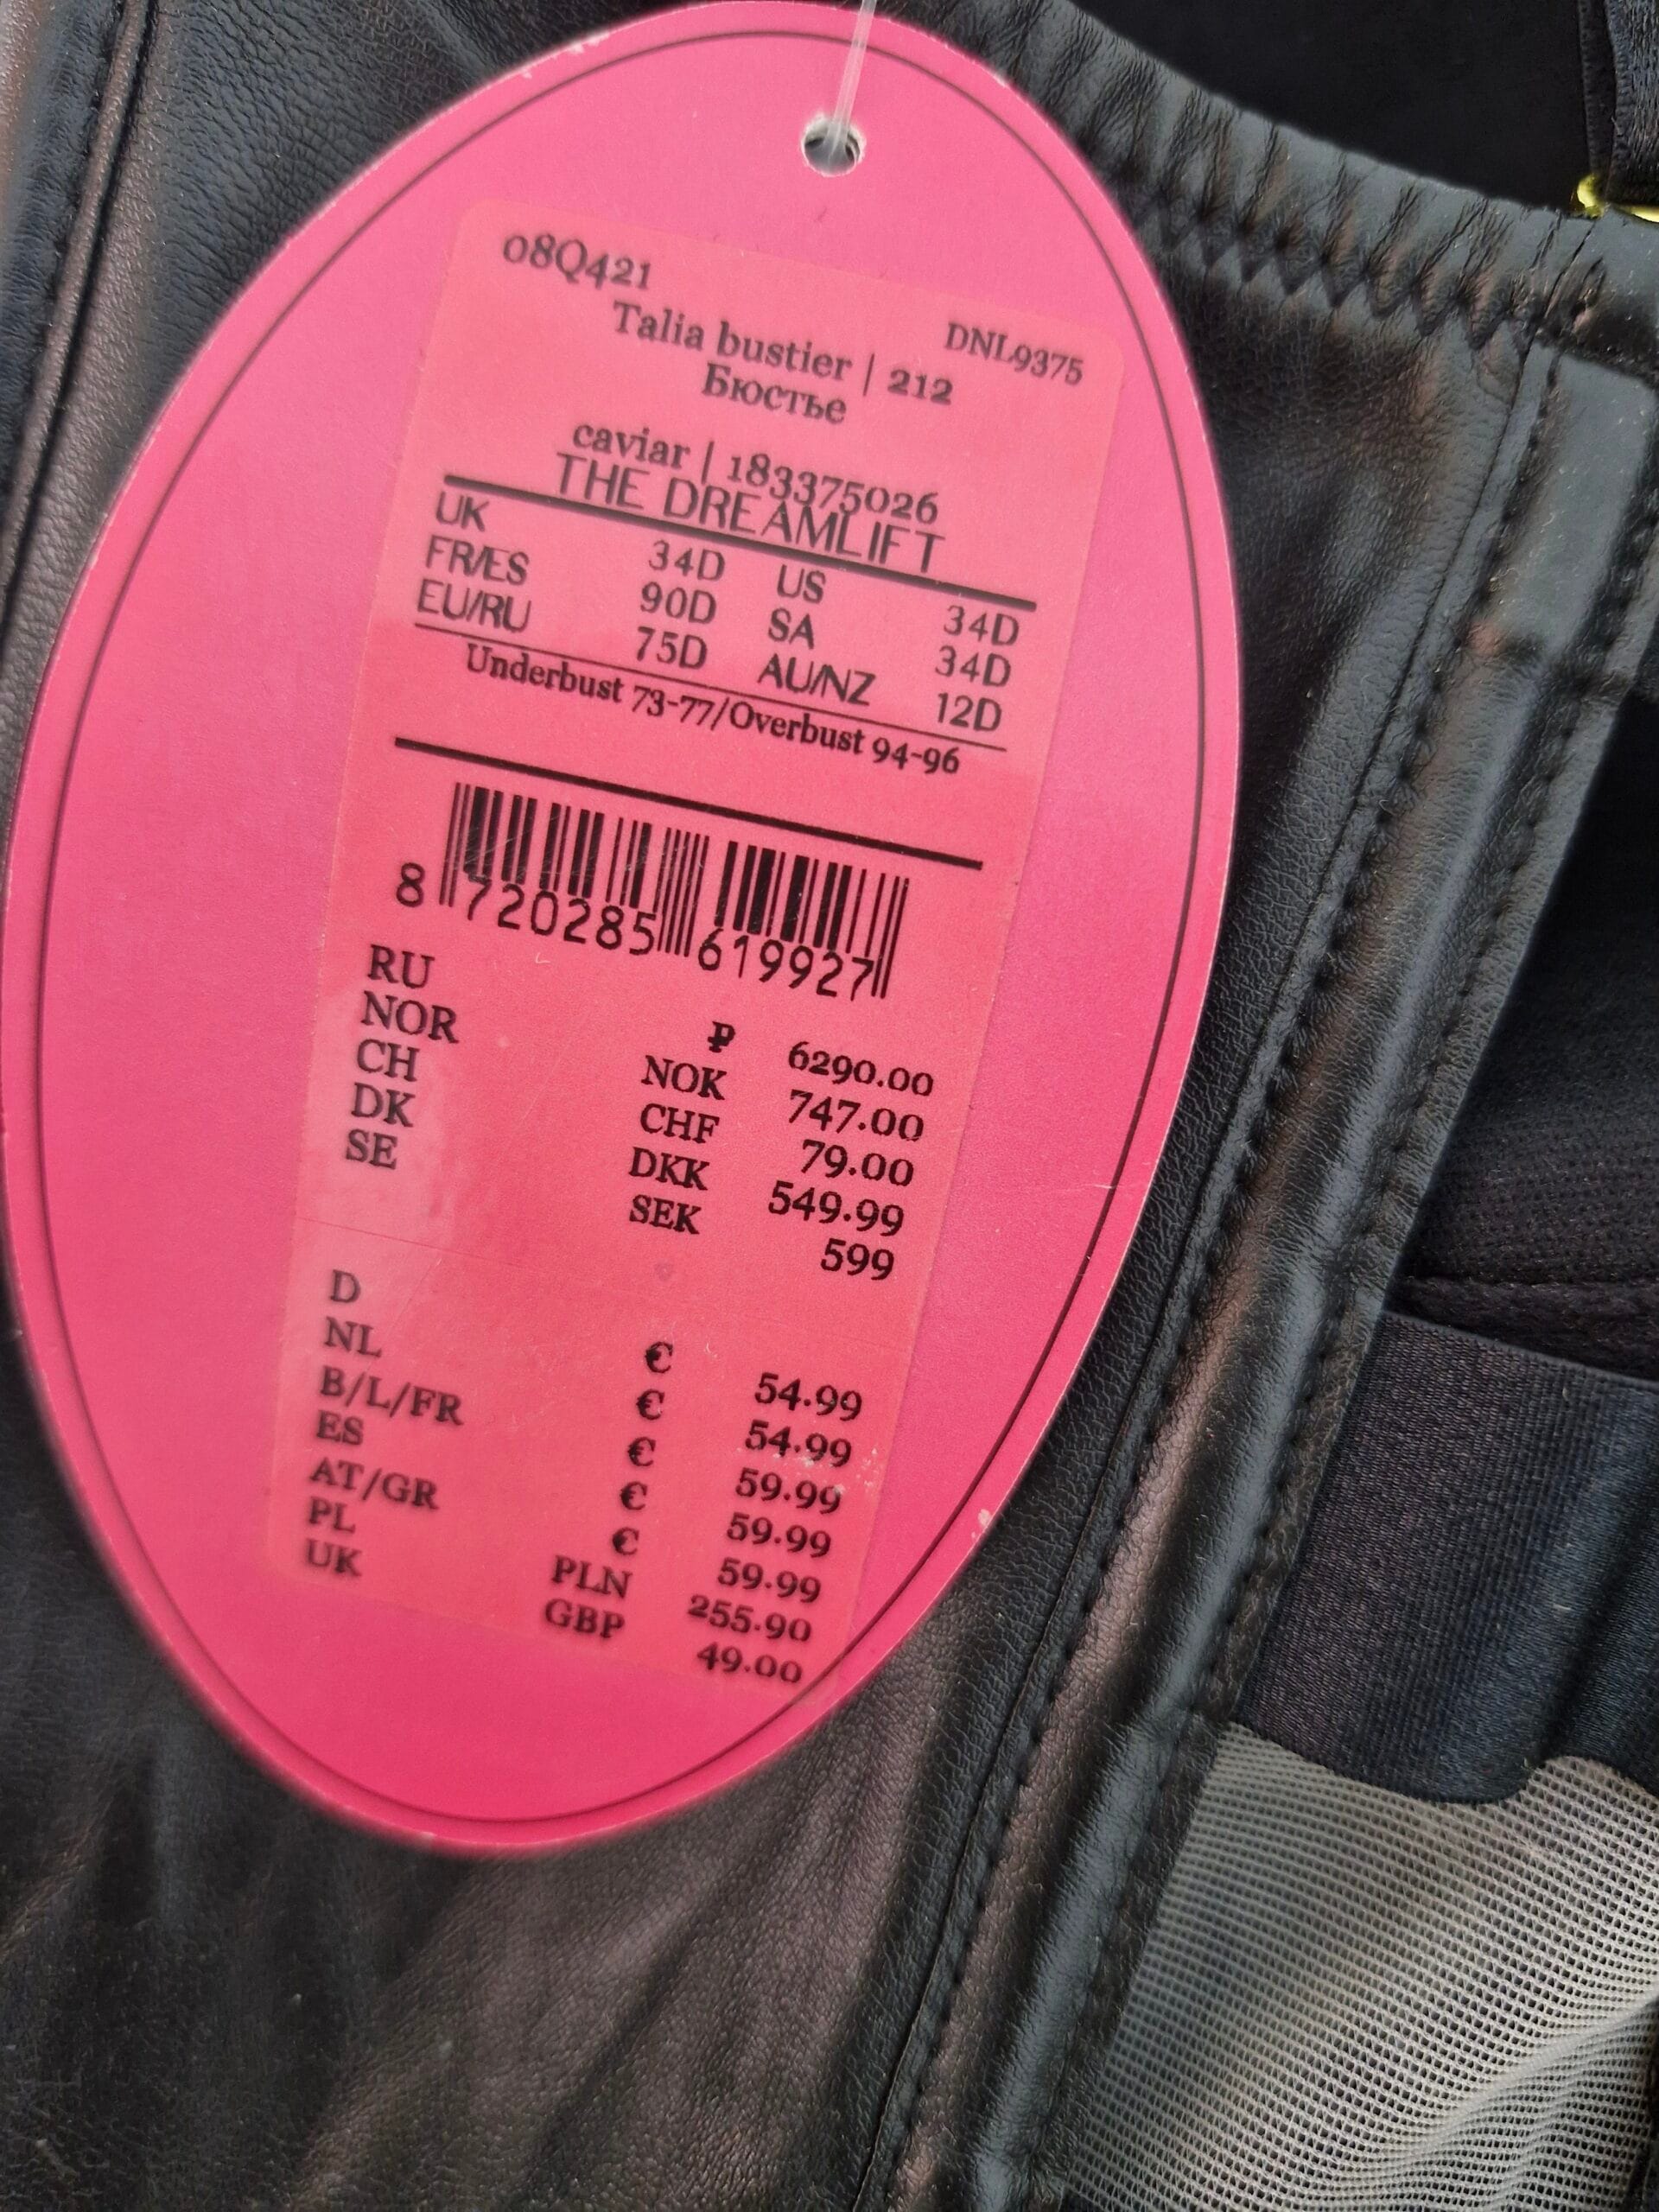 08Q421
DNL9375
Talia bustier | 212
Бюстье
caviar | 183375026
THE DREAMLIFT
UK 34D US 34D
FR/ES 90D SA 34D
EU/RU 75D AU/NZ 12D
Underbust 73-77/Overbust 94-96
8 720285 619927
RU ₽ 6290.00
NOR NOK 747.00
CH CHF 79.00
DK DKK 549.99
SE SEK 599
D € 54.99
NL € 54.99
B/L/FR € 59.99
ES € 59.99
AT/GR € 59.99
PL PLN 255.90
UK GBP 49.00